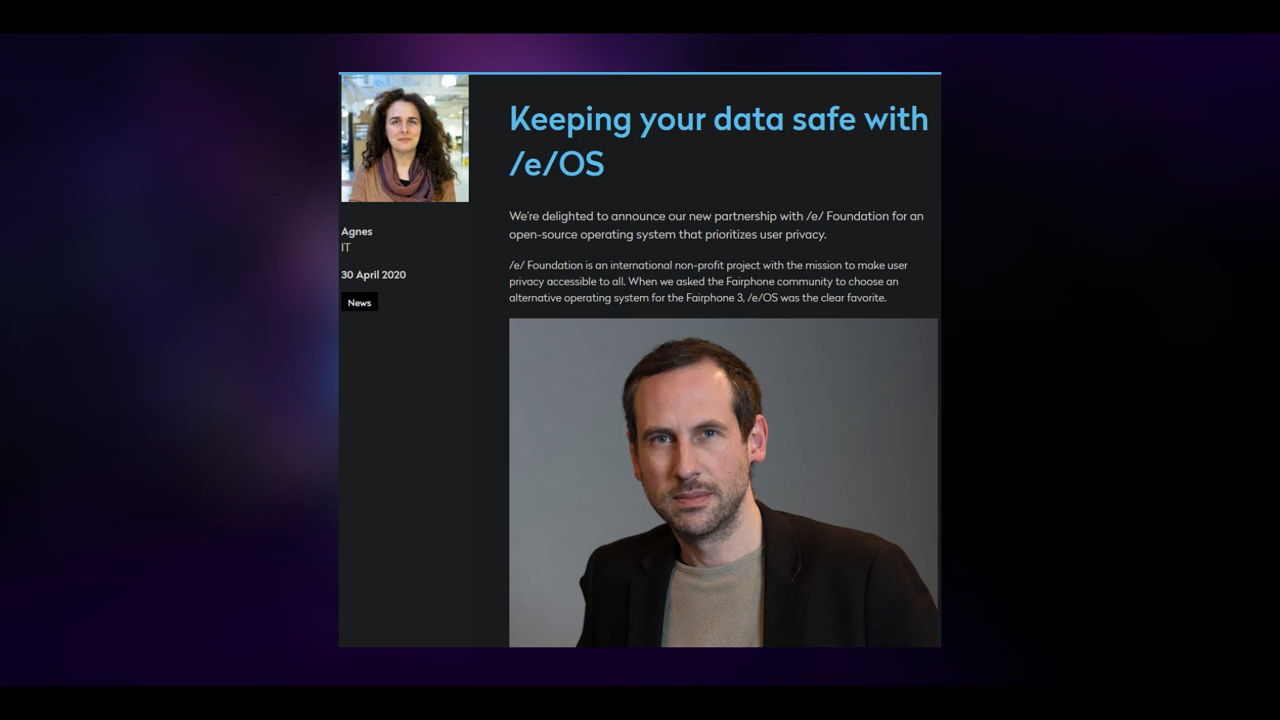 Agnes
IT
30 April 2020
News
Keeping your data safe with
/e/OS
We're delighted to announce our new partnership with /e/ Foundation for an
open-source operating system that prioritizes user privacy.
/e/ Foundation is an international non-profit project with the mission to make user
privacy accessible to all. When we asked the Fairphone community to choose an
alternative operating system for the Fairphone 3, /e/OS was the clear favorite.